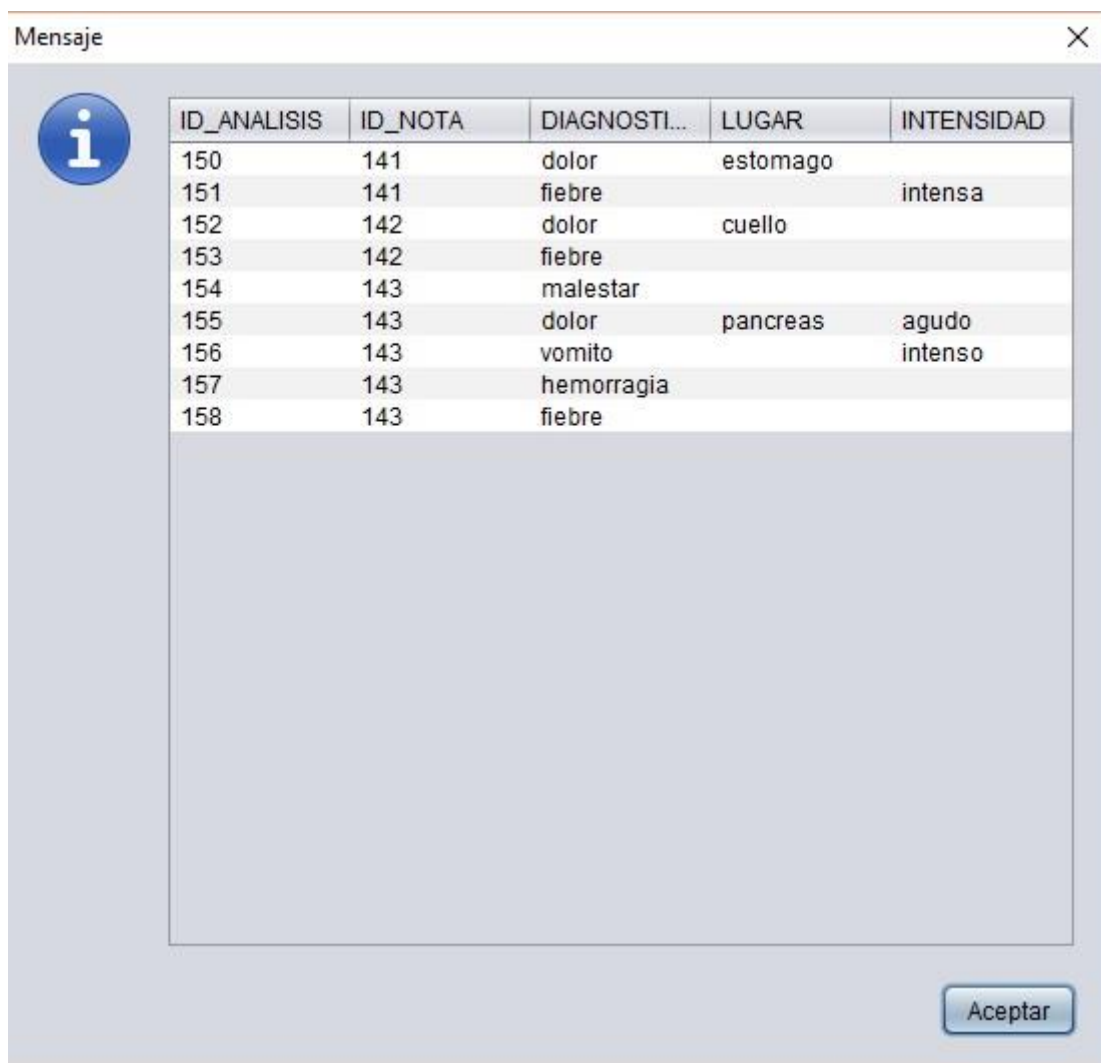 Mensaje
ID_ANALISIS ID_NOTA DIAGNOSTI... LUGAR INTENSIDAD
150 141 dolor estomago
151 141 fiebre intensa
152 142 dolor cuello
153 142 fiebre
154 143 malestar
155 143 dolor pancreas agudo
156 143 vomito intenso
157 143 hemorragia
158 143 fiebre
Aceptar